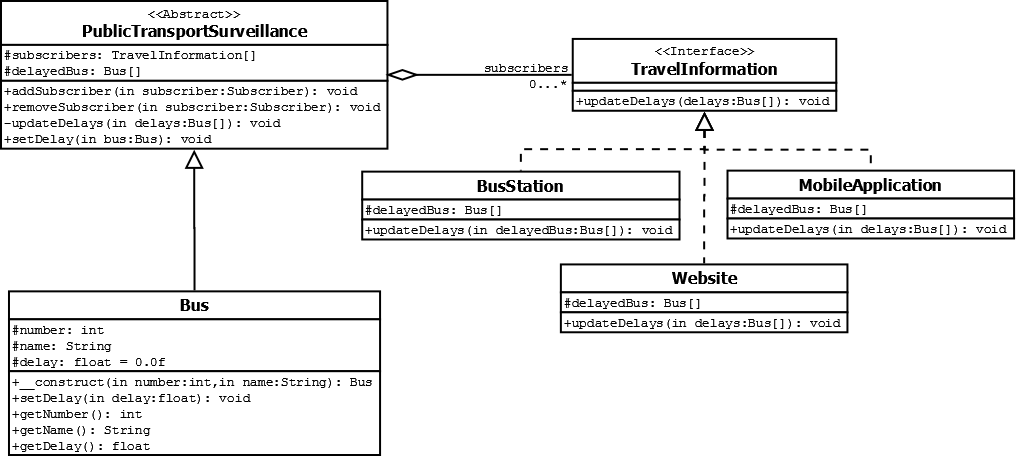 <<Abstract>>
PublicTransportSurveillance
#subscribers: TravelInformation[]
#delayedBus: Bus[]
+addSubscriber(in subscriber:Subscriber): void
+removeSubscriber(in subscriber:Subscriber): void
-updateDelays(in delays:Bus[]): void
+setDelay(in bus:Bus): void
subscribers
0...*
<<Interface>>
TravelInformation
+updateDelays(delays:Bus[]): void
BusStation
#delayedBus: Bus[]
+updateDelays(in delayedBus:Bus[]): void
MobileApplication
#delayedBus: Bus[]
+updateDelays(in delays:Bus[]): void
Website
#delayedBus: Bus[]
+updateDelays(in delays:Bus[]): void
Bus
#number: int
#name: String
#delay: float = 0.0f
+__construct(in number:int,in name:String): Bus
+setDelay(in delay:float): void
+getNumber(): int
+getName(): String
+getDelay(): float